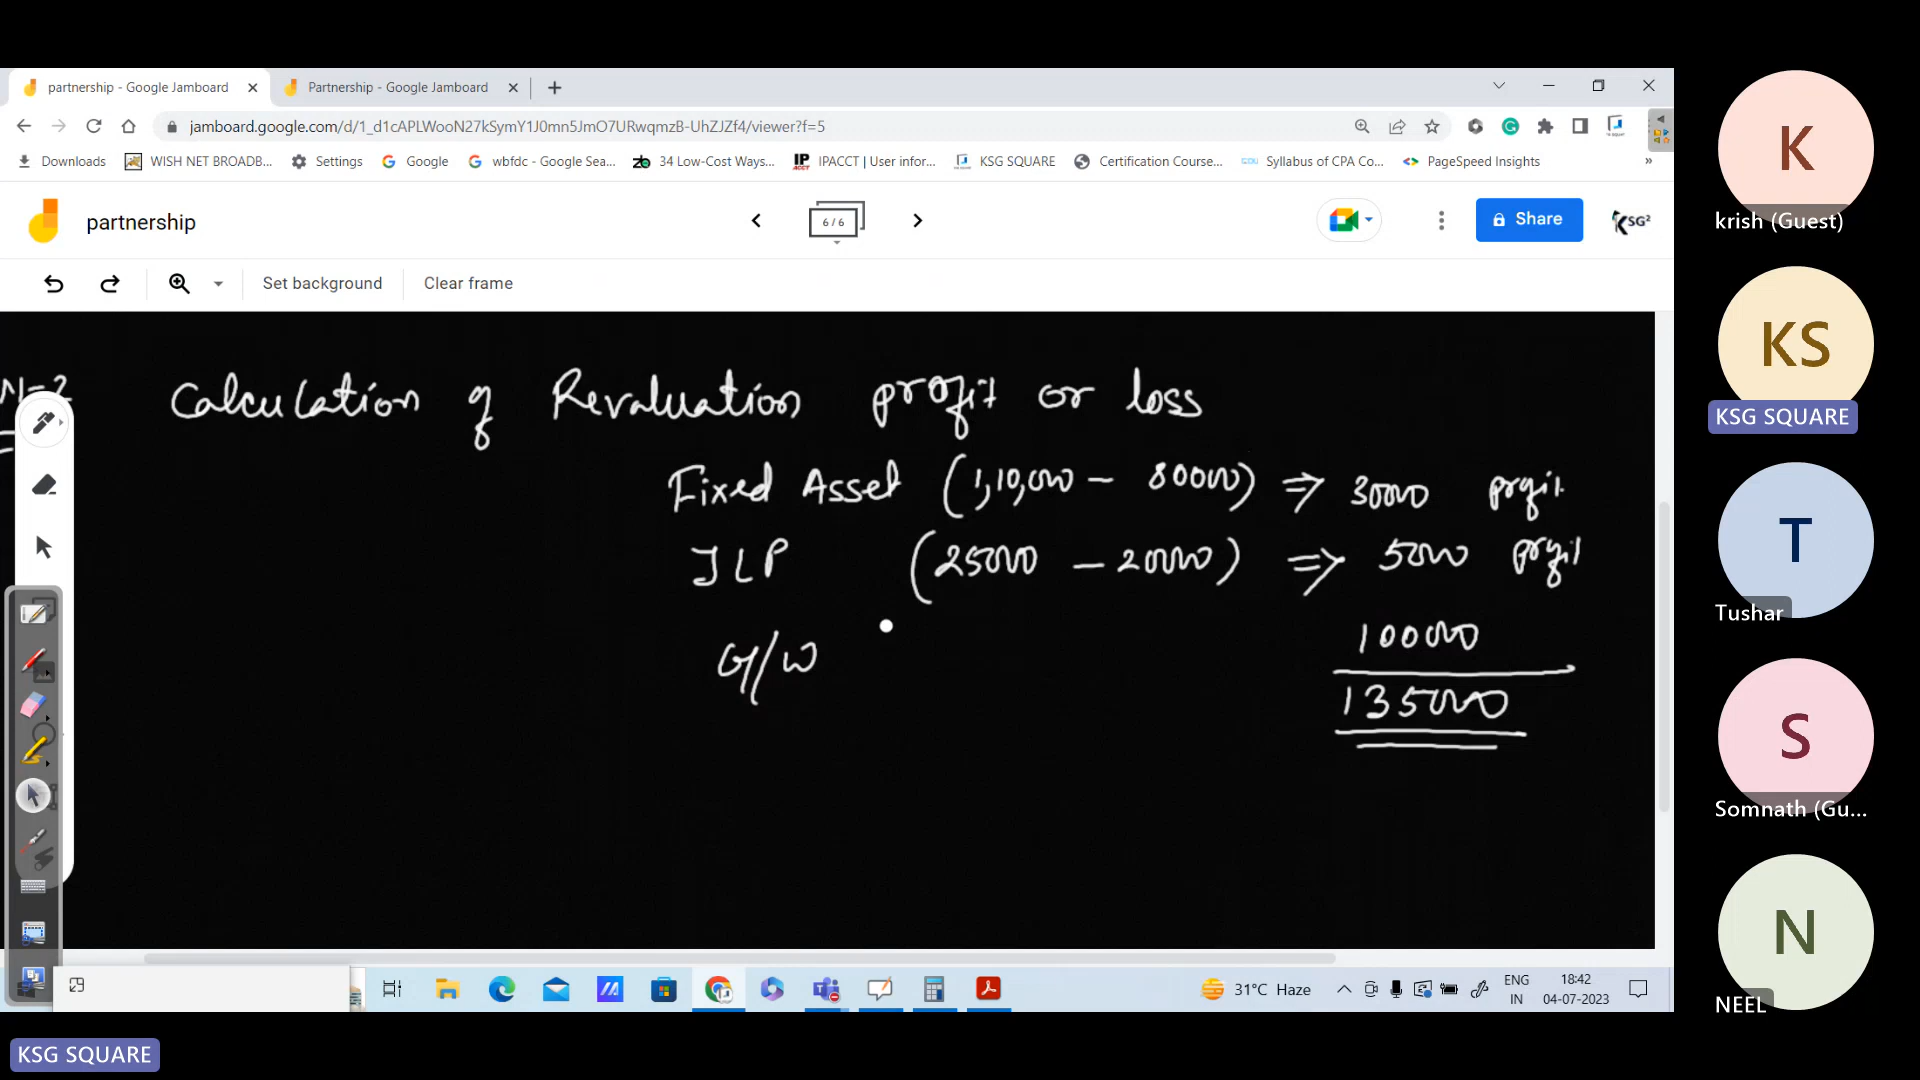 partnership - Google Jamboard
Partnership - Google Jamboard
jamboard.google.com/d/1_d1cAPLWooN27kSymY1J0mn5JmO7URwqmzB-UhZJZf4/viewer?f=5
Downloads WISH NET BROADB... Settings Google wbfdc - Google Sea... 34 Low-Cost Ways... IPACCT | User infor... KSG SQUARE Certification Course... Syllabus of CPA Co... PageSpeed Insights »
partnership
6 / 6
Share
KSG²
Set background
Clear frame
N=2 Calculation of Revaluation profit or loss
Fixed Asset (1,10,000 - 80000) => 30000 profit
JLP (25000 - 20000) => 5000 profit
G/W 100000
135000
31°C Haze
ENG
IN
18:42
04-07-2023
K
krish (Guest)
KS
KSG SQUARE
T
Tushar
S
Somnath (Gu...
N
NEEL
KSG SQUARE